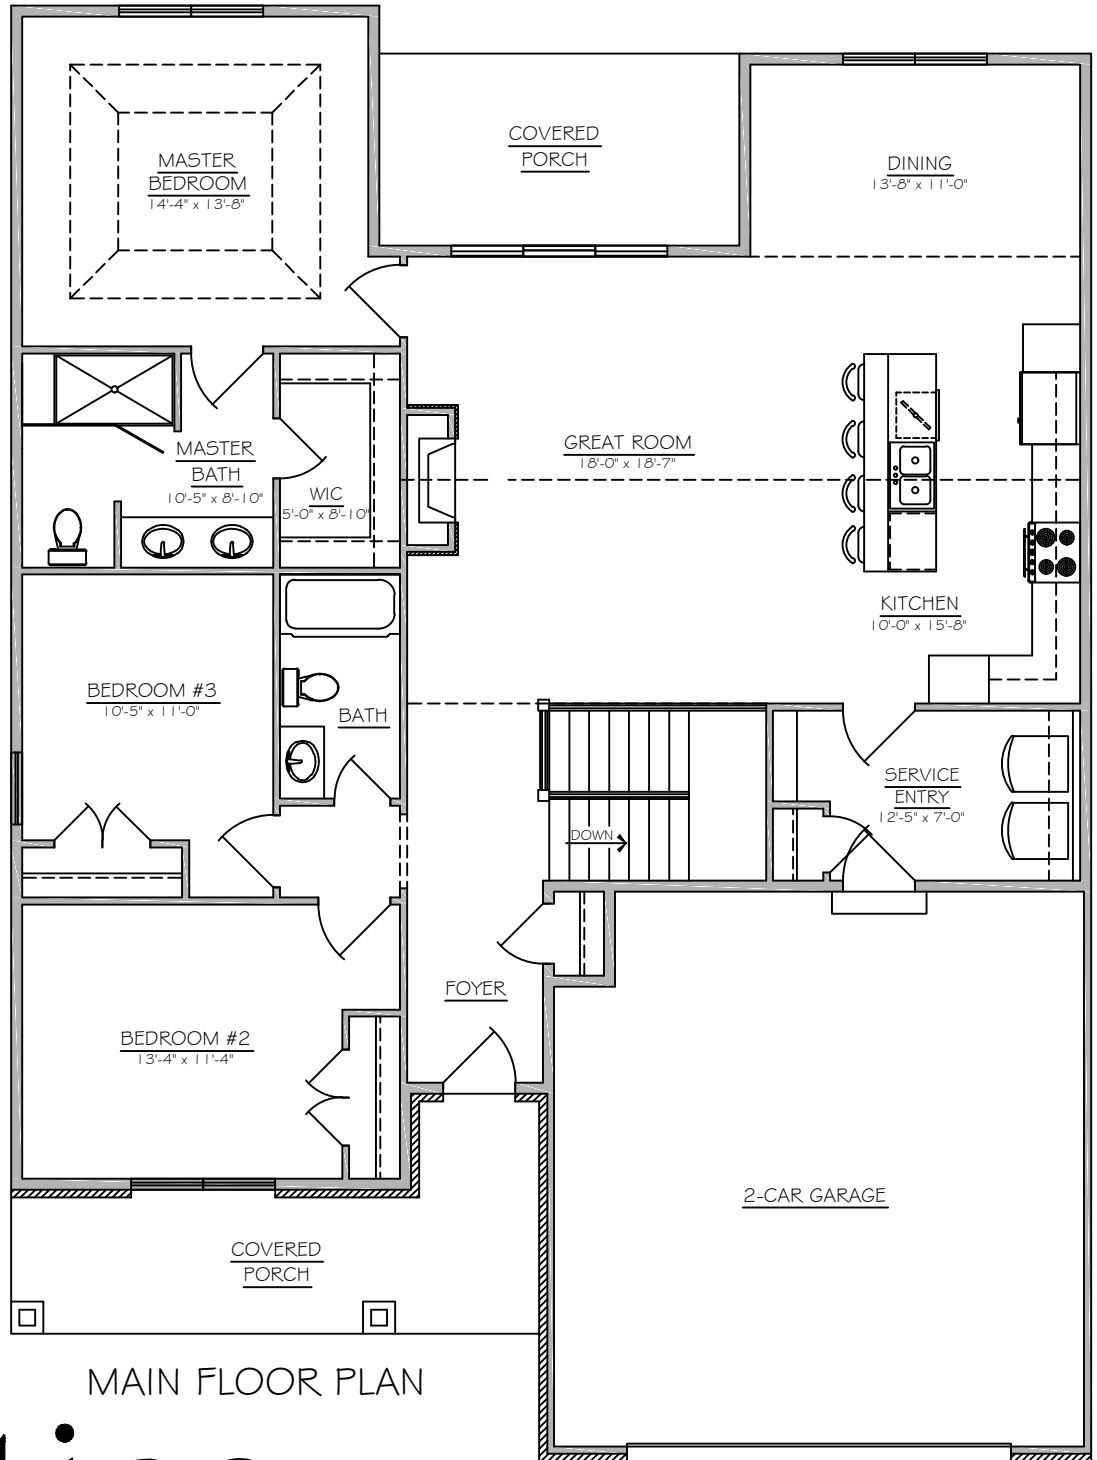 COVERED
PORCH
MASTER
BEDROOM
14'-4" x 13'-8"
DINING
13'-8" x 11'-0"
MASTER
BATH
10'-5" x 8'-10"
WIC
5'-0" x 8'-10"
GREAT ROOM
18'-0" x 18'-7"
KITCHEN
10'-0" x 15'-8"
BEDROOM #3
10'-5" x 11'-0"
BATH
SERVICE
ENTRY
12'-5" x 7'-0"
DOWN
FOYER
BEDROOM #2
13'-4" x 11'-4"
2-CAR GARAGE
COVERED
PORCH
MAIN FLOOR PLAN